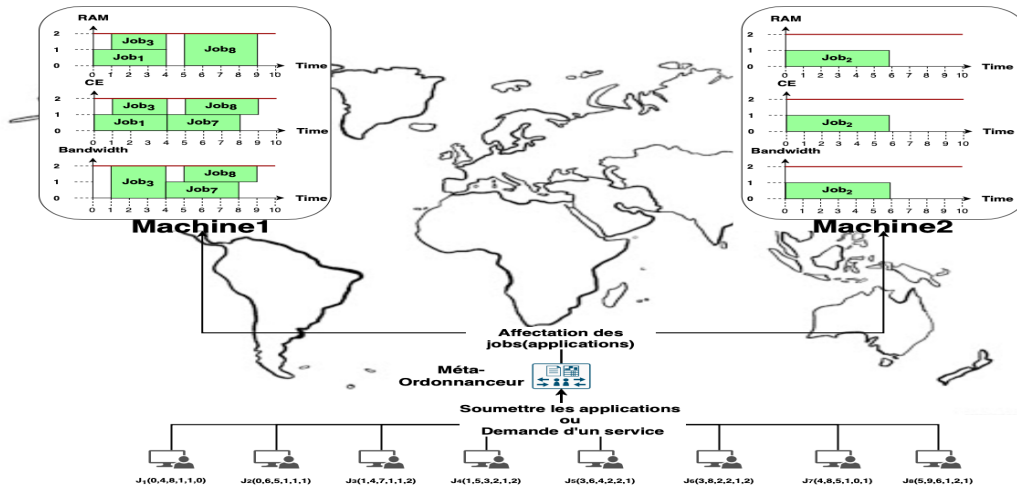 RAM
2
1
0
Job3
Job1
Job8
0 1 2 3 4 5 6 7 8 9 10
Time
CE
2
1
0
Job3
Job8
Job1
Job7
0 1 2 3 4 5 6 7 8 9 10
Time
Bandwidth
2
1
0
Job3
Job8
Job7
0 1 2 3 4 5 6 7 8 9 10
Time
Machine1
RAM
2
1
0
Job2
0 1 2 3 4 5 6 7 8 9 10
Time
CE
2
1
0
Job2
0 1 2 3 4 5 6 7 8 9 10
Time
Bandwidth
2
1
0
Job2
0 1 2 3 4 5 6 7 8 9 10
Time
Machine2
Affectation des
jobs(applications)
Méta-
Ordonnanceur
Soumettre les applications
ou
Demande d'un service
J1(0,4,8,1,1,0)
J2(0,6,5,1,1,1)
J3(1,4,7,1,1,2)
J4(1,5,3,2,1,2)
J5(3,6,4,2,2,1)
J6(3,8,2,2,1,2)
J7(4,8,5,1,0,1)
J8(5,9,6,1,2,1)